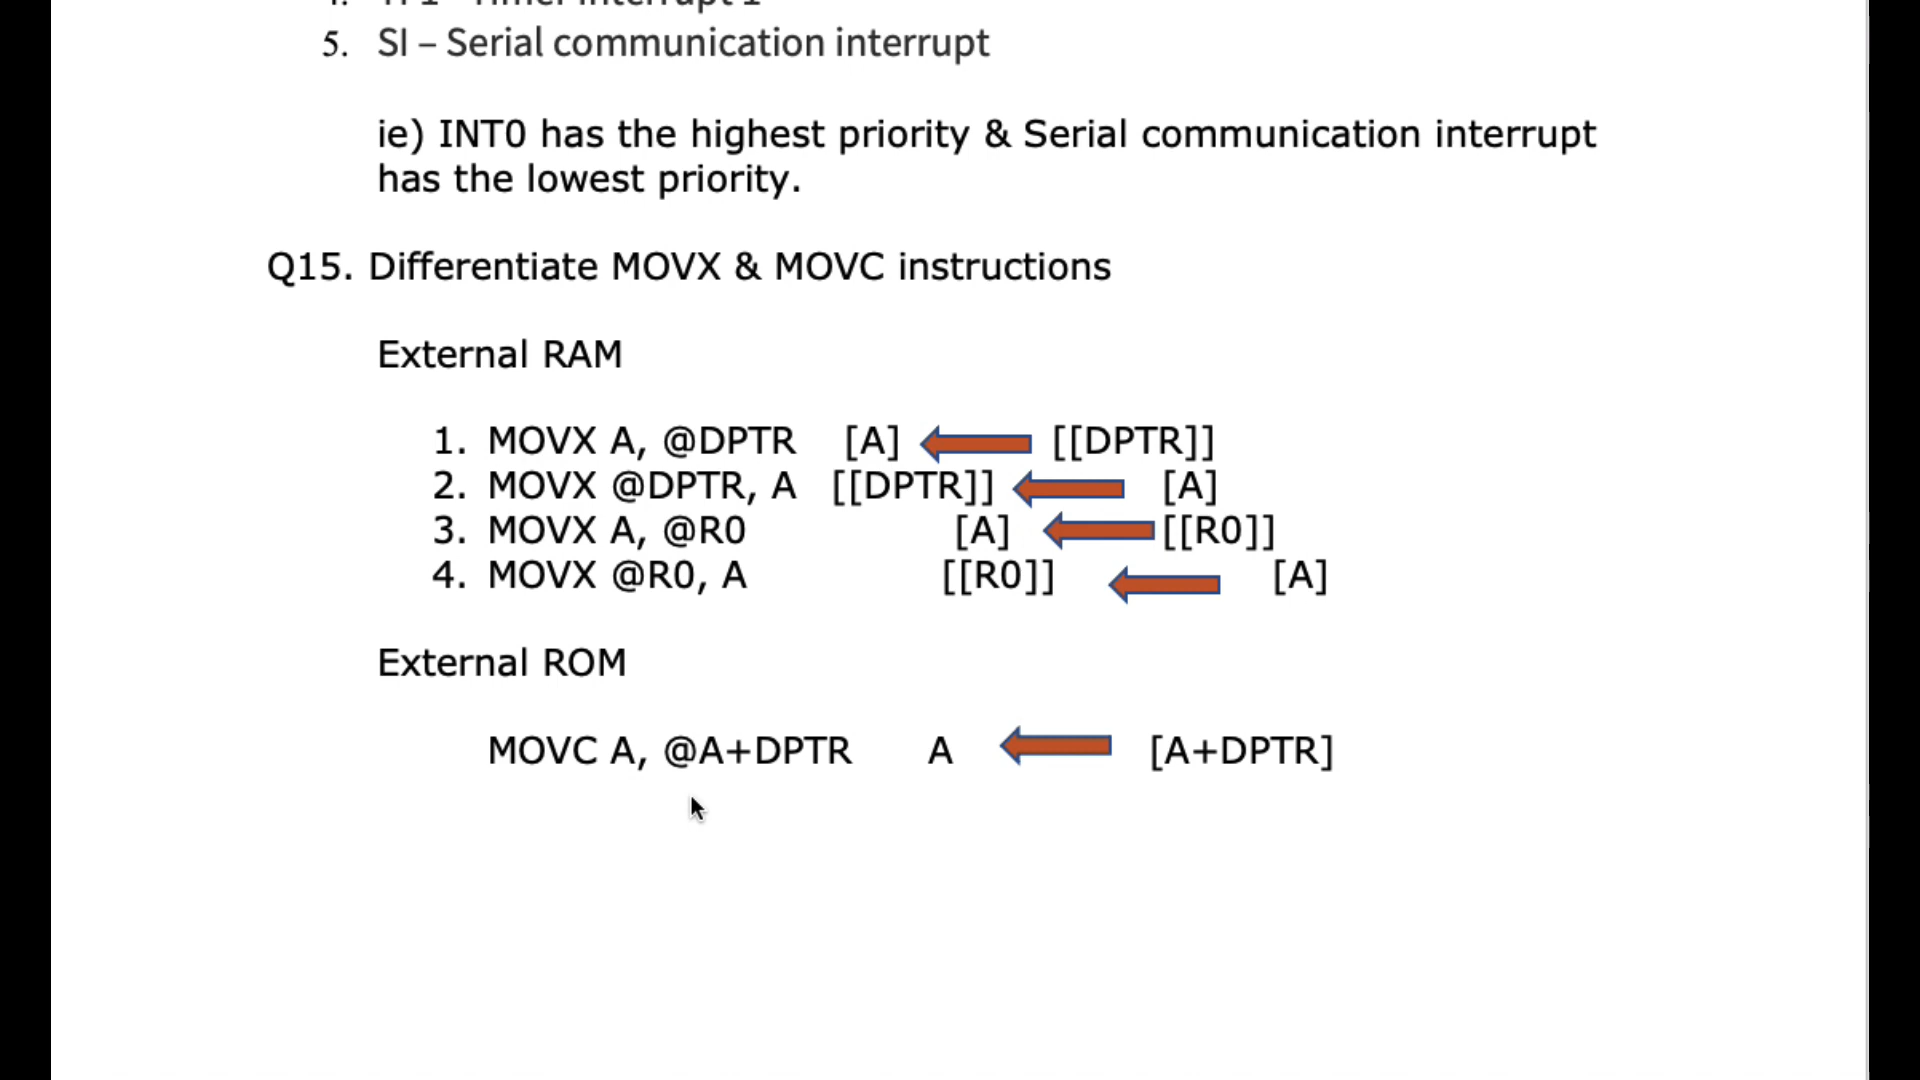 5. SI – Serial communication interrupt
ie) INT0 has the highest priority & Serial communication interrupt
has the lowest priority.
Q15. Differentiate MOVX & MOVC instructions
External RAM
1. MOVX A, @DPTR [A] [[DPTR]]
2. MOVX @DPTR, A [[DPTR]] [A]
3. MOVX A, @R0 [A] [[R0]]
4. MOVX @R0, A [[R0]] [A]
External ROM
MOVC A, @A+DPTR A [A+DPTR]